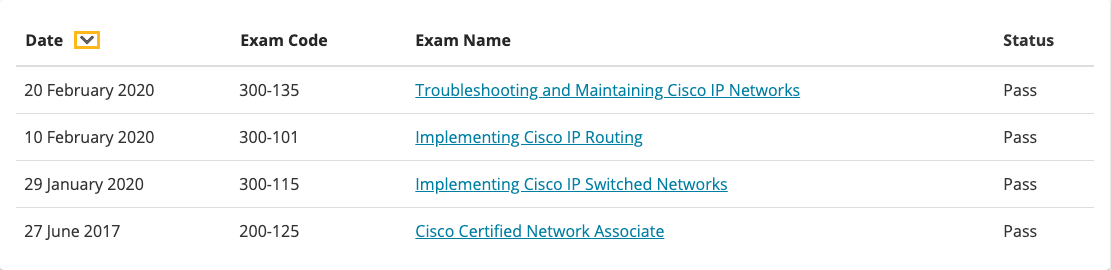 Date Exam Code Exam Name Status
20 February 2020 300-135 Troubleshooting and Maintaining Cisco IP Networks Pass
10 February 2020 300-101 Implementing Cisco IP Routing Pass
29 January 2020 300-115 Implementing Cisco IP Switched Networks Pass
27 June 2017 200-125 Cisco Certified Network Associate Pass